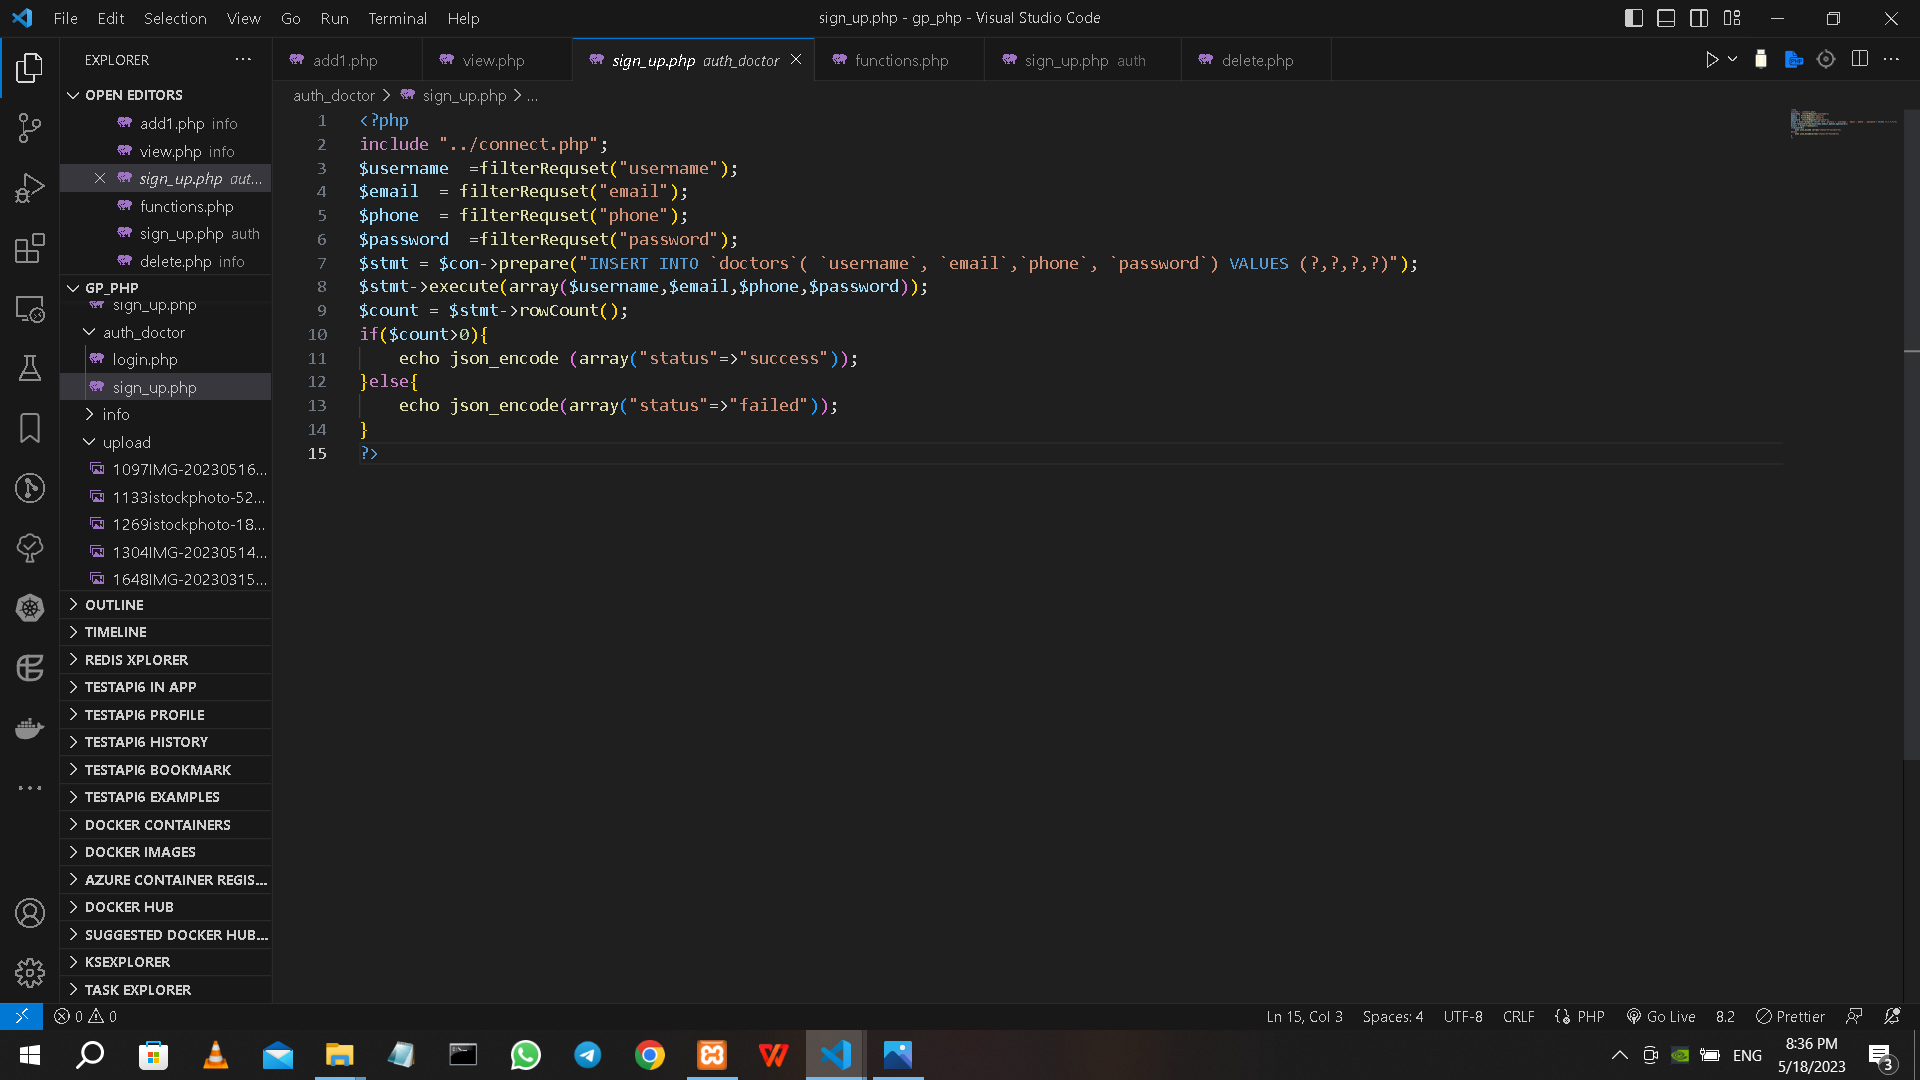 File Edit Selection View Go Run Terminal Help
sign_up.php - gp_php - Visual Studio Code
EXPLORER
add1.php
view.php
sign_up.php auth_doctor
functions.php
sign_up.php auth
delete.php
OPEN EDITORS
add1.php info
view.php info
sign_up.php aut...
functions.php
sign_up.php auth
delete.php info
GP_PHP
sign_up.php
auth_doctor
login.php
sign_up.php
info
upload
1097IMG-20230516...
1133istockphoto-52...
1269istockphoto-18...
1304IMG-20230514...
1648IMG-20230315...
OUTLINE
TIMELINE
REDIS XPLORER
TESTAPI6 IN APP
TESTAPI6 PROFILE
TESTAPI6 HISTORY
TESTAPI6 BOOKMARK
TESTAPI6 EXAMPLES
DOCKER CONTAINERS
DOCKER IMAGES
AZURE CONTAINER REGIS...
DOCKER HUB
SUGGESTED DOCKER HUB...
KSEXPLORER
TASK EXPLORER
auth_doctor > sign_up.php > ...
1 <?php
2 include "../connect.php";
3 $username  =filterRequset("username");
4 $email  = filterRequset("email");
5 $phone  = filterRequset("phone");
6 $password  =filterRequset("password");
7 $stmt = $con->prepare("INSERT INTO `doctors`( `username`, `email`,`phone`, `password`) VALUES (?,?,?,?)");
8 $stmt->execute(array($username,$email,$phone,$password));
9 $count = $stmt->rowCount();
10 if($count>0){
11     echo json_encode (array("status"=>"success"));
12 }else{
13     echo json_encode(array("status"=>"failed"));
14 }
15 ?>
0 0
Ln 15, Col 3 Spaces: 4 UTF-8 CRLF PHP Go Live 8.2 Prettier
ENG
8:36 PM
5/18/2023
3